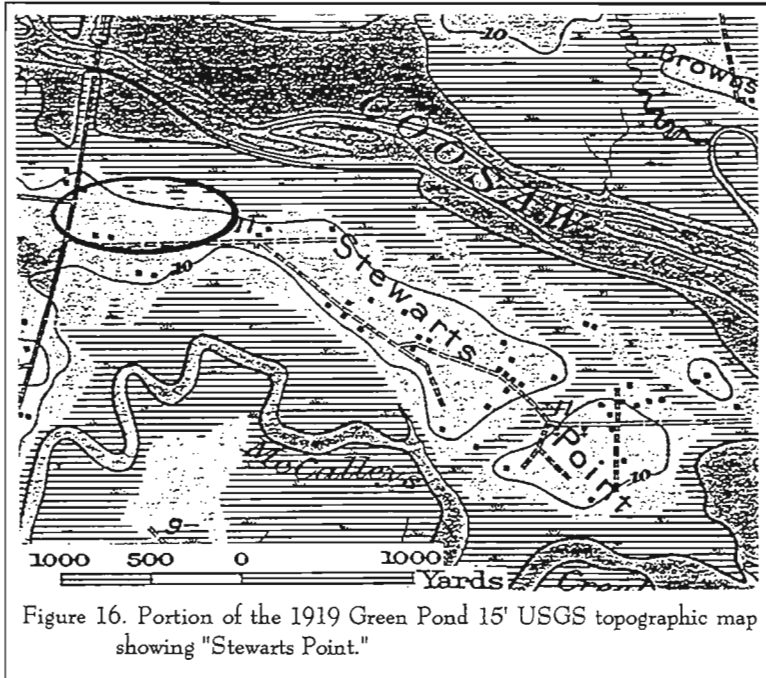 10
Browns
COOSAW
10
Stewarts
Point
10
McCalleys
9
1000 500 0 1000
Yards
Figure 16. Portion of the 1919 Green Pond 15' USGS topographic map
showing "Stewarts Point."